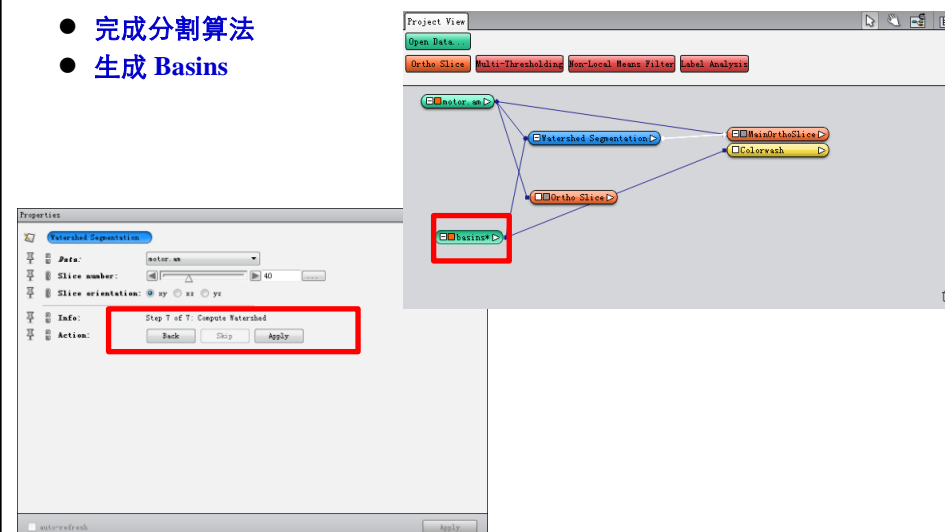 ● 完成分割算法
● 生成 Basins
Project View
Open Data...
Ortho Slice Multi-Thresholding Non-Local Means Filter Label Analysis
motor.am
Watershed Segmentation
MainOrthoSlice
Colorwash
Ortho Slice
basins*
Properties
Watershed Segmentation
Data: motor.am
Slice number: 40 ...
Slice orientation: xy xz yz
Info: Step 7 of 7: Compute Watershed
Action: Back Skip Apply
auto-refresh Apply